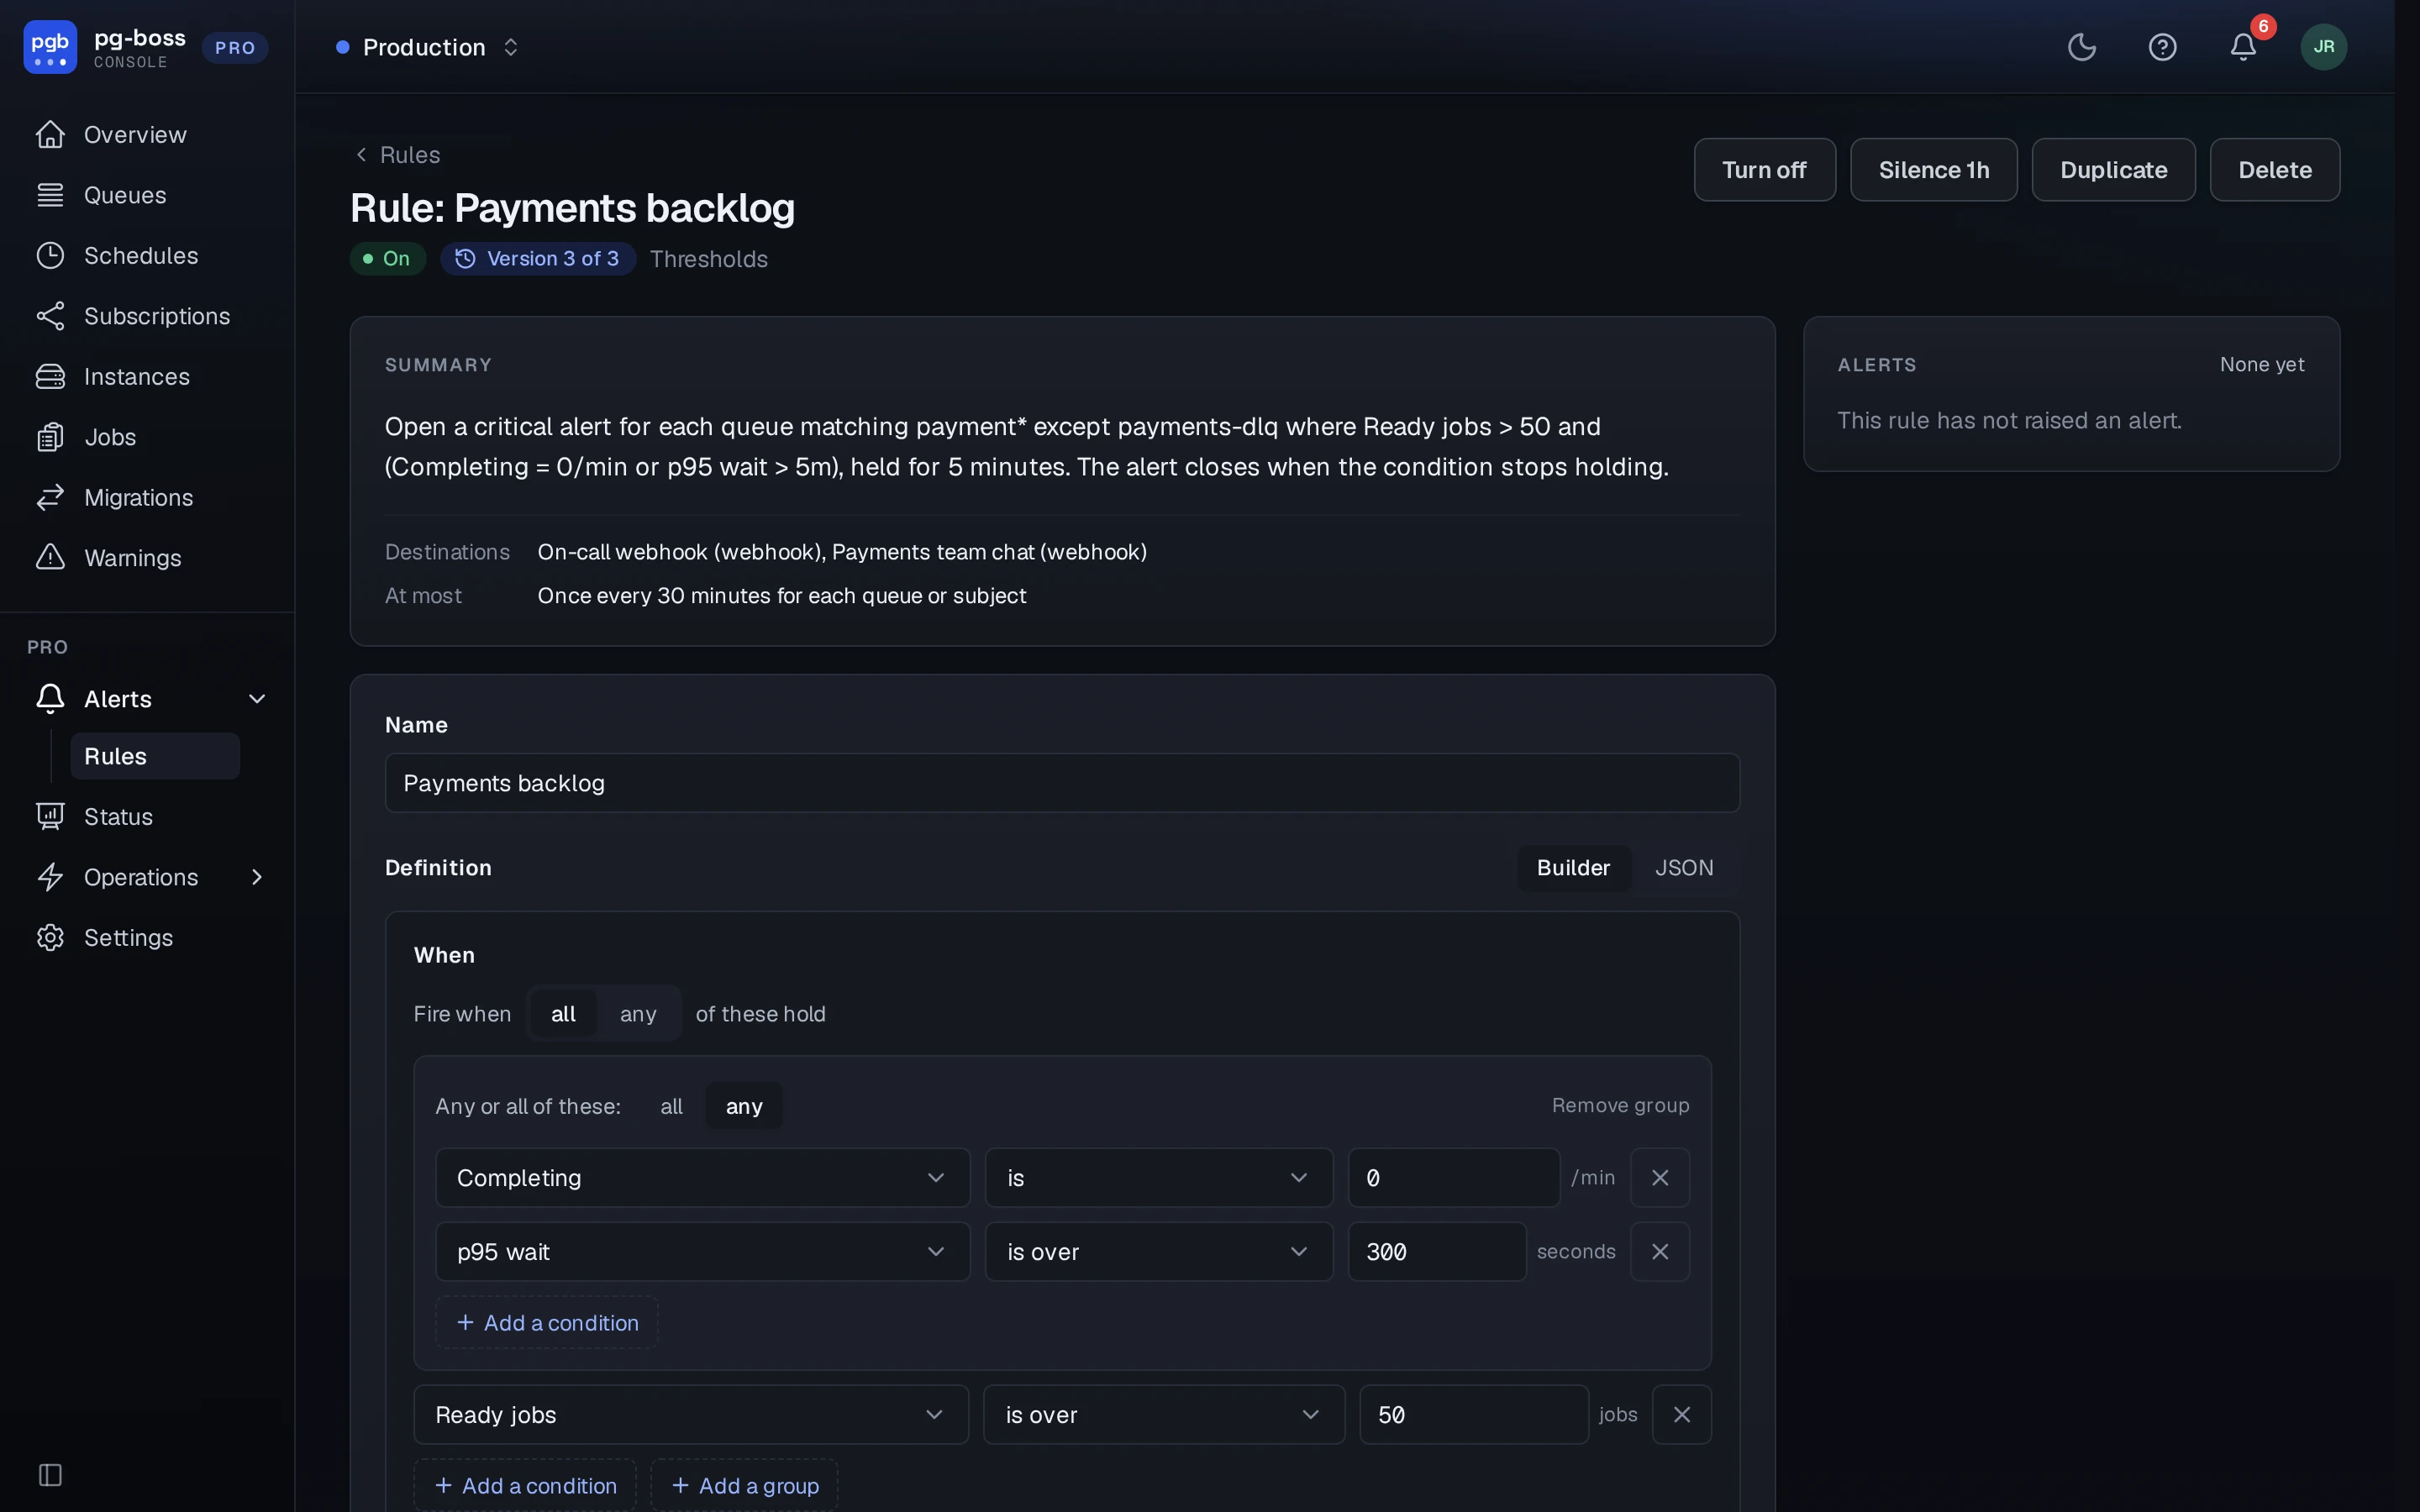 pgb
pg-boss
CONSOLE
PRO
Overview
Queues
Schedules
Subscriptions
Instances
Jobs
Migrations
Warnings
PRO
Alerts
Rules
Status
Operations
Settings
Production
6
JR
Rules
Rule: Payments backlog
On
Version 3 of 3
Thresholds
Turn off
Silence 1h
Duplicate
Delete
SUMMARY
Open a critical alert for each queue matching payment* except payments-dlq where Ready jobs > 50 and
(Completing = 0/min or p95 wait > 5m), held for 5 minutes. The alert closes when the condition stops holding.
Destinations On-call webhook (webhook), Payments team chat (webhook)
At most Once every 30 minutes for each queue or subject
ALERTS None yet
This rule has not raised an alert.
Name
Payments backlog
Definition Builder JSON
When
Fire when all any of these hold
Any or all of these: all any Remove group
Completing is 0 /min
p95 wait is over 300 seconds
+ Add a condition
Ready jobs is over 50 jobs
+ Add a condition + Add a group